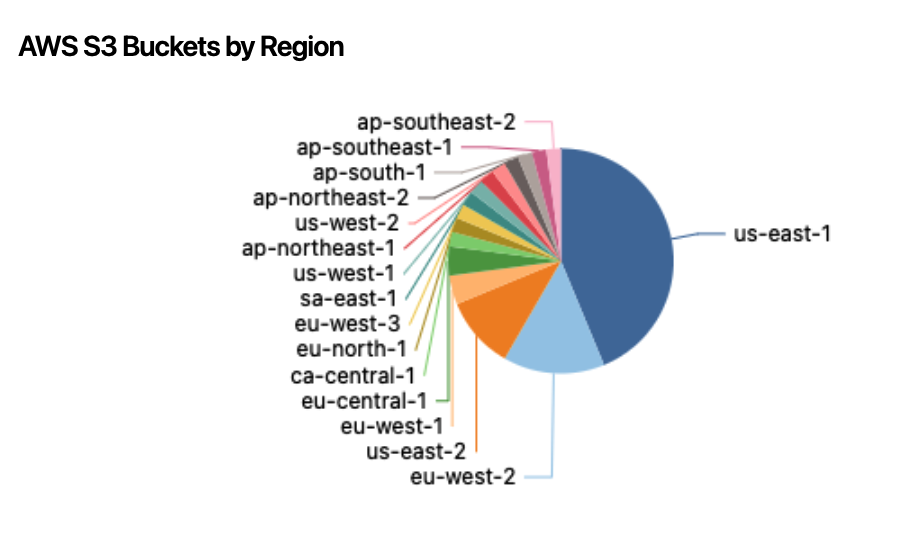 AWS S3 Buckets by Region
ap-southeast-2
ap-southeast-1
ap-south-1
ap-northeast-2
us-west-2
us-east-1
ap-northeast-1
us-west-1
sa-east-1
eu-west-3
eu-north-1
ca-central-1
eu-central-1
eu-west-1
us-east-2
eu-west-2